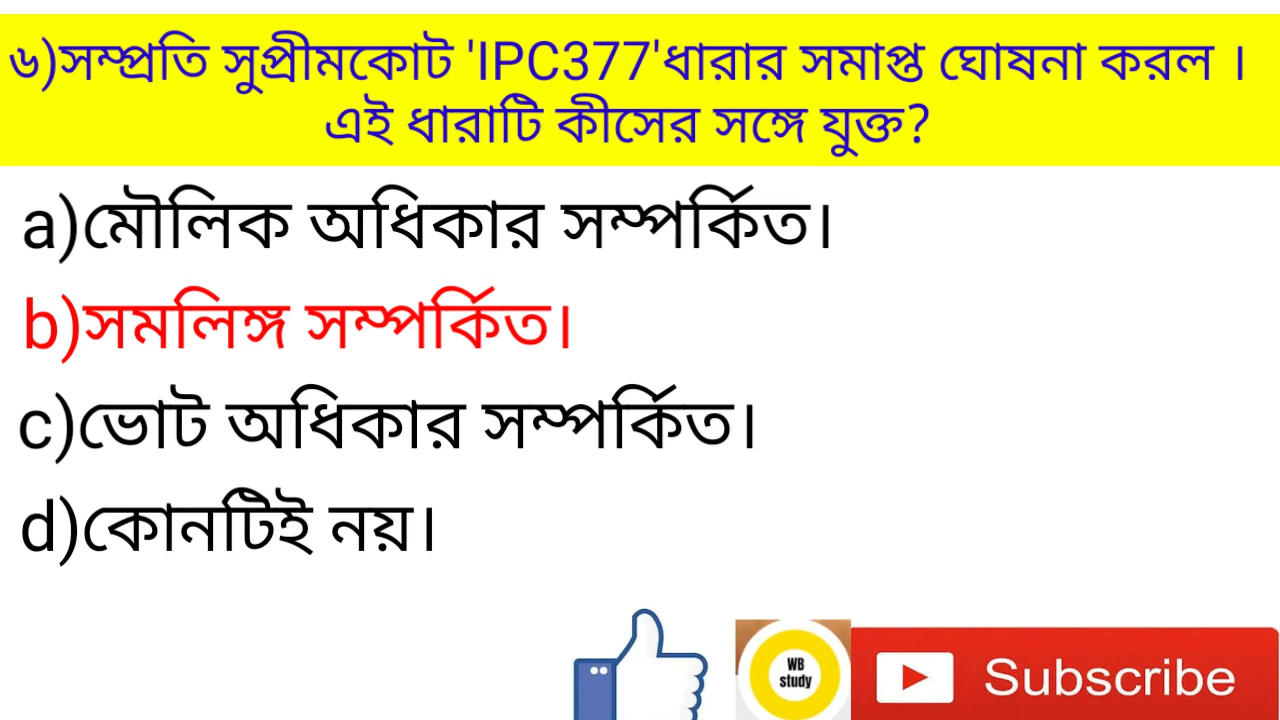 ৬)সম্প্রতি সুপ্রীমকোট 'IPC377'ধারার সমাপ্ত ঘোষনা করল ।
এই ধারাটি কীসের সঙ্গে যুক্ত?
a)মৌলিক অধিকার সম্পর্কিত।
b)সমলিঙ্গ সম্পর্কিত।
c)ভোট অধিকার সম্পর্কিত।
d)কোনটিই নয়।
WB
study
Subscribe